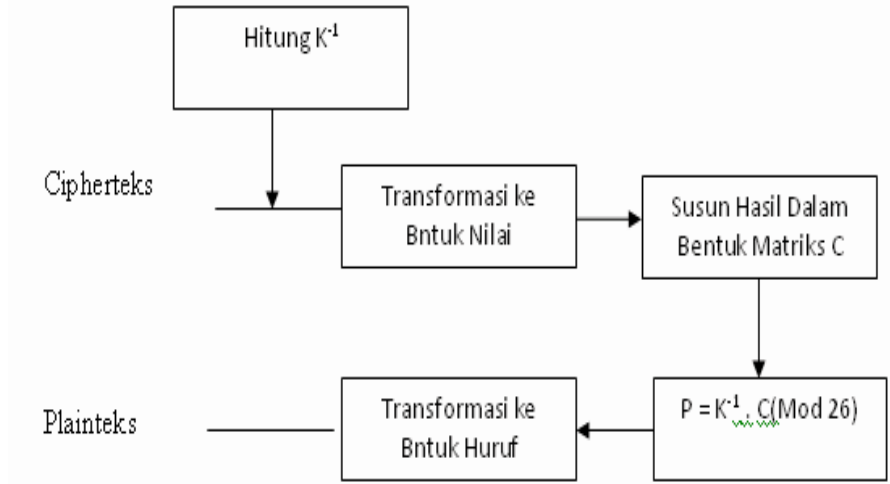 Hitung K⁻¹
Cipherteks
Transformasi ke
Bntuk Nilai
Susun Hasil Dalam
Bentuk Matriks C
Plainteks
Transformasi ke
Bntuk Huruf
P = K⁻¹ . C(Mod 26)